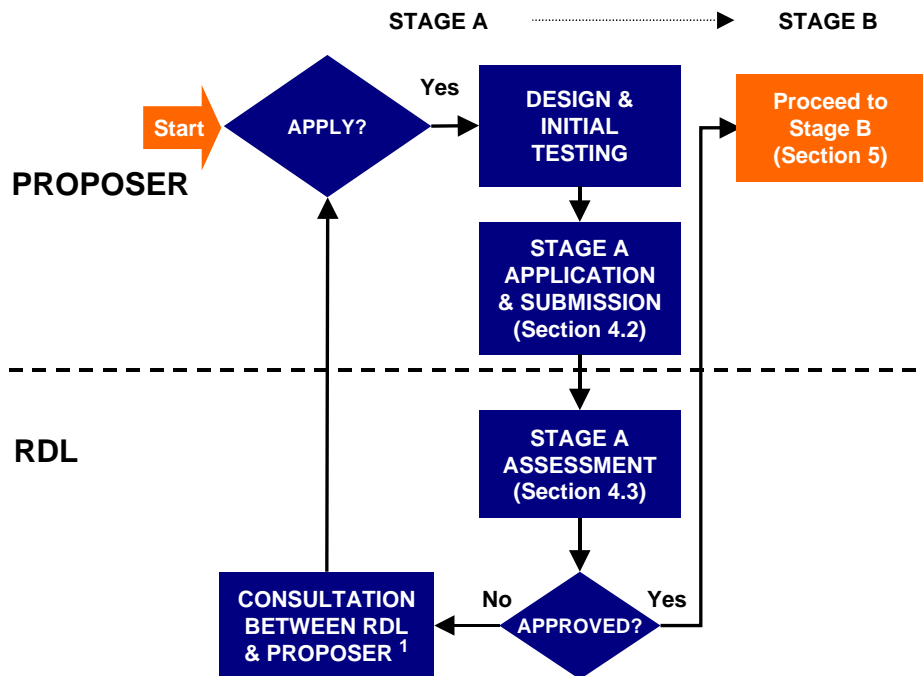 STAGE A
STAGE B
Start
APPLY?
Yes
DESIGN &
INITIAL
TESTING
Proceed to
Stage B
(Section 5)
PROPOSER
STAGE A
APPLICATION
& SUBMISSION
(Section 4.2)
RDL
STAGE A
ASSESSMENT
(Section 4.3)
CONSULTATION
BETWEEN RDL
& PROPOSER 1
No
APPROVED?
Yes